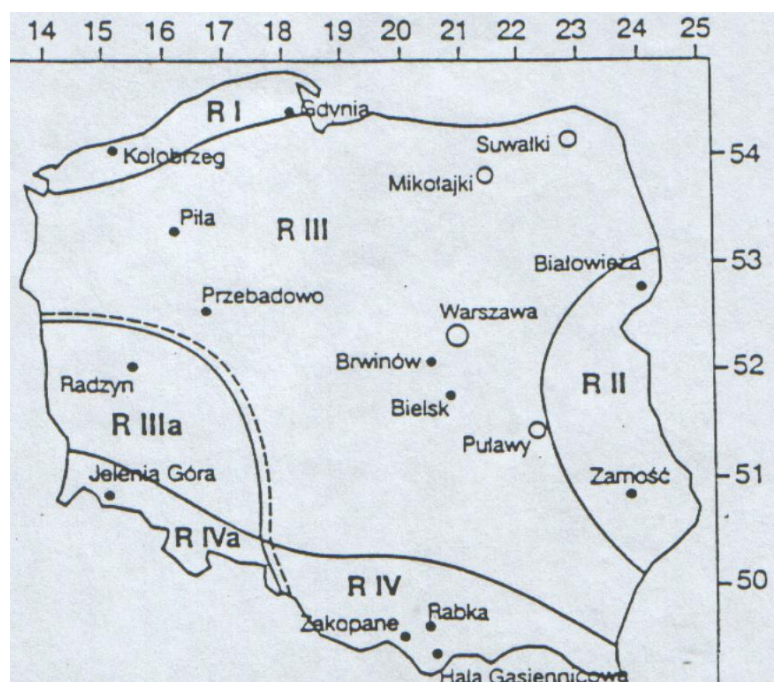 14 15 16 17 18 19 20 21 22 23 24 25
R I
Gdynia
Kołobrzeg
Suwałki
54
Mikołajki
Piła
R III
Białowieża
53
Przebadowo
Warszawa
Brwinów
52
Radzyn
R II
Bielsk
R IIIa
Puławy
Jelenia Góra
Zamość
51
R IVa
R IV
50
Zakopane
Rabka
Hala Gąsiennicowa